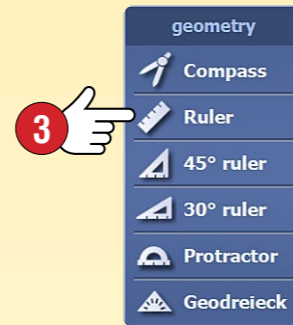 geometry
Compass
3
Ruler
45° ruler
30° ruler
Protractor
Geodreieck